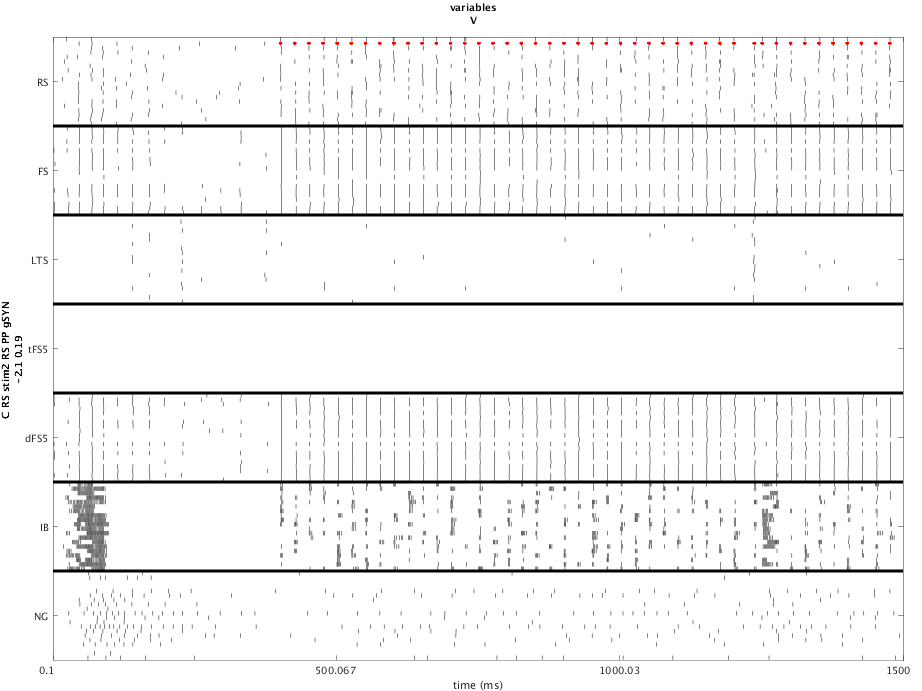 variables
V
RS
FS
LTS
tFS5
dFS5
IB
NG
C RS stim2 RS PP gSYN
-2.1 0.19
0.1
500.067
1000.03
1500
time (ms)